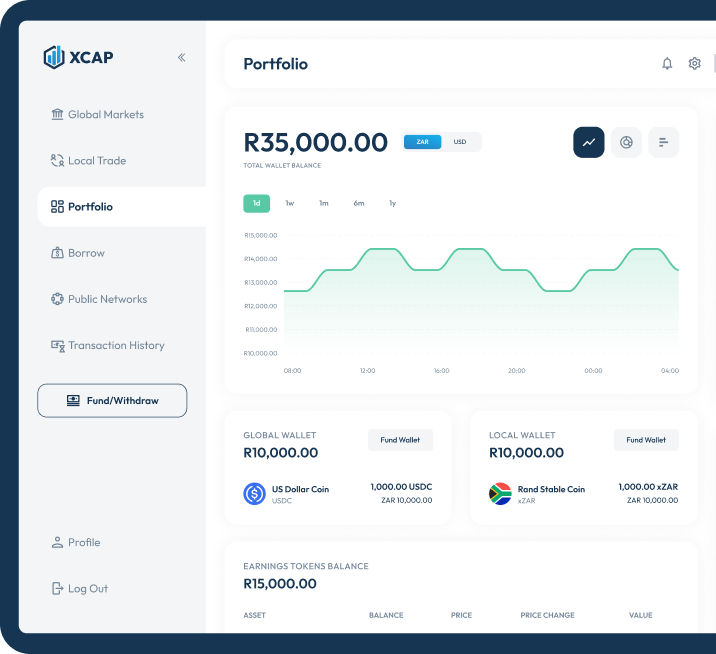 XCAP
Global Markets
Local Trade
Portfolio
Borrow
Public Networks
Transaction History
Fund/Withdraw
Profile
Log Out
Portfolio
R35,000.00
ZAR
USD
TOTAL WALLET BALANCE
1d
1w
1m
6m
1y
R15,000.00
R14,000.00
R13,000.00
R12,000.00
R11,000.00
R10,000.00
08:00
12:00
16:00
20:00
00:00
04:00
GLOBAL WALLET
R10,000.00
Fund Wallet
US Dollar Coin
USDC
1,000.00 USDC
ZAR 10,000.00
LOCAL WALLET
R10,000.00
Fund Wallet
Rand Stable Coin
xZAR
1,000.00 xZAR
ZAR 10,000.00
EARNINGS TOKENS BALANCE
R15,000.00
ASSET
BALANCE
PRICE
PRICE CHANGE
VALUE